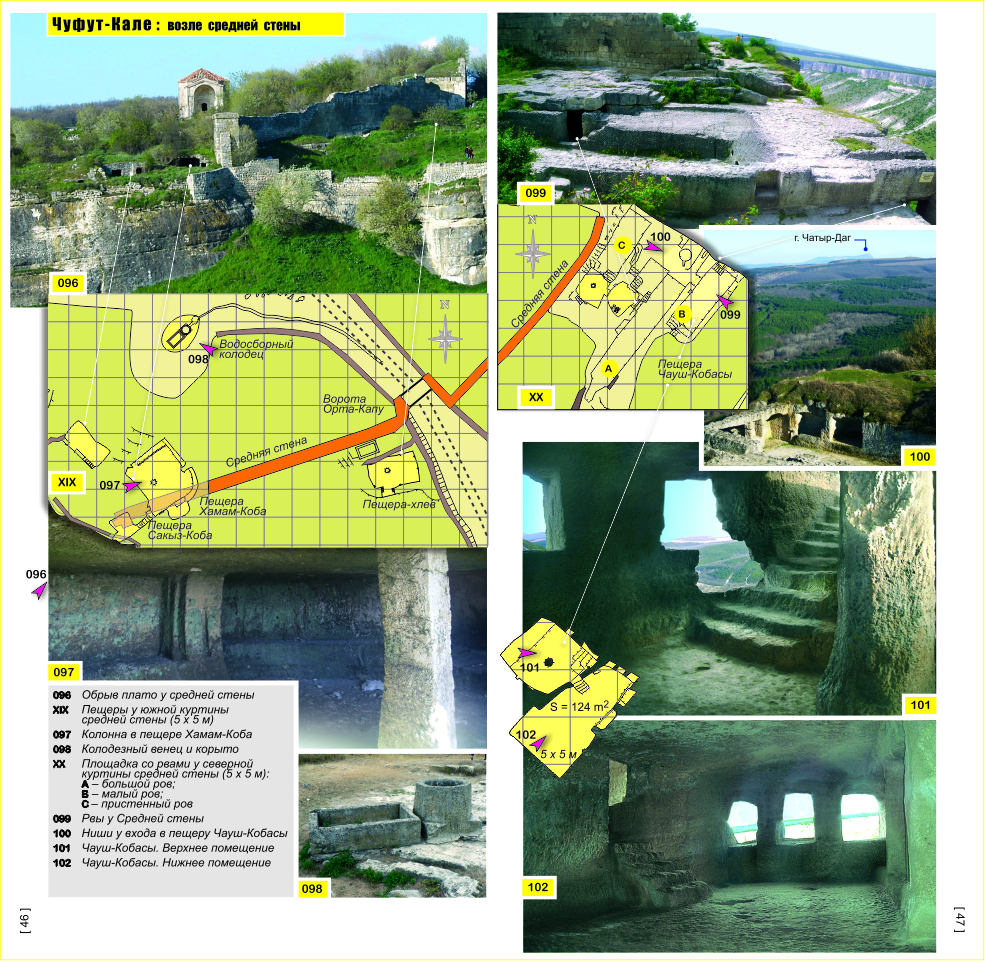 Чуфут-Кале : возле средней стены
096
099
N
C
100
Средняя стена
099
B
A
Пещера
Чауш-Кобасы
XX
г. Чатыр-Даг
100
N
Водосборный
колодец
098
Ворота
Орта-Капу
Средняя стена
XIX
097
Пещера
Хамам-Коба
Пещера-хлев
Пещера
Сакыз-Коба
096
097
101
S = 124 m2
102
5 x 5 м
101
096 Обрыв плато у средней стены
XIX Пещеры у южной куртины
средней стены (5 х 5 м)
097 Колонна в пещере Хамам-Коба
098 Колодезный венец и корыто
XX Площадка со рвами у северной
куртины средней стены (5 х 5 м):
A – большой ров;
B – малый ров;
C – пристенный ров
099 Рвы у Средней стены
100 Ниши у входа в пещеру Чауш-Кобасы
101 Чауш-Кобасы. Верхнее помещение
102 Чауш-Кобасы. Нижнее помещение
098
102
[ 46 ]
[ 47 ]